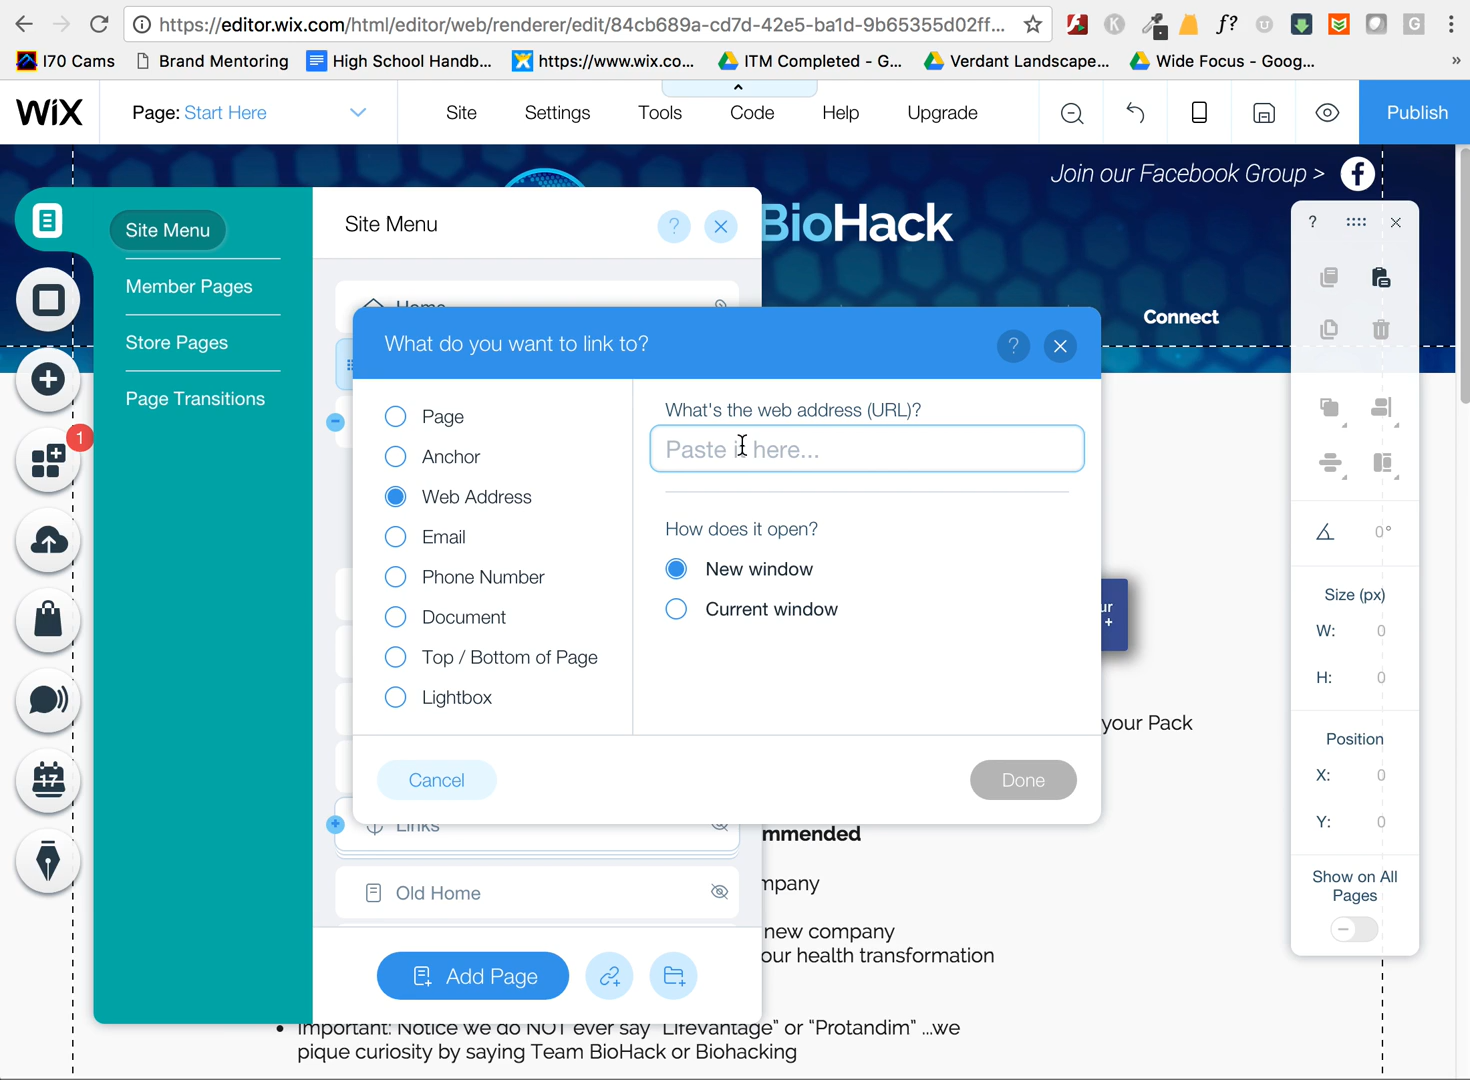 https://editor.wix.com/html/editor/web/renderer/edit/84cb689a-cd7d-42e5-ba1d-9b65355d02ff...
K
f?
G
I70 Cams
Brand Mentoring
High School Handb...
https://www.wix.co...
ITM Completed - G...
Verdant Landscape...
Wide Focus - Goog...
»
WiX
Page: Start Here
Site
Settings
Tools
Code
Help
Upgrade
Publish
Join our Facebook Group >
BioHack
Connect
Site Menu
Member Pages
Store Pages
Page Transitions
1
17
Site Menu
?
Home
What do you want to link to?
?
Page
Anchor
Web Address
Email
Phone Number
Document
Top / Bottom of Page
Lightbox
What's the web address (URL)?
Paste it here...
How does it open?
New window
Current window
Cancel
Done
Links
Old Home
Add Page
ur
+
your Pack
mmended
mpany
new company
our health transformation
Important: Notice we do NOT ever say "LifeVantage" or "Protandim" ...we
pique curiosity by saying Team BioHack or Biohacking
?
0°
Size (px)
W: 0
H: 0
Position
X: 0
Y: 0
Show on All
Pages